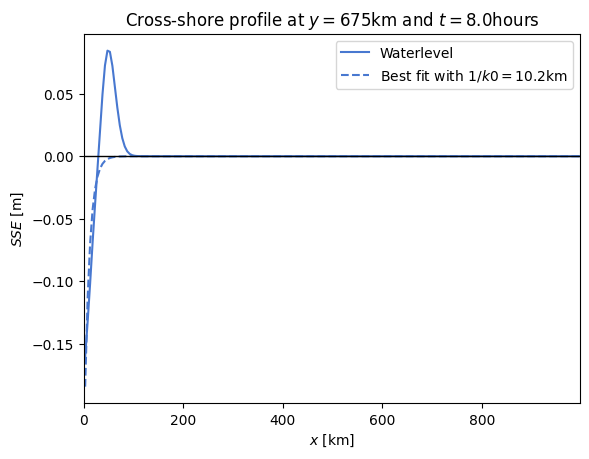 Cross-shore profile at y = 675km and t = 8.0hours
Waterlevel
Best fit with 1/k0 = 10.2km
SSE [m]
0.05
0.00
−0.05
−0.10
−0.15
0 200 400 600 800
x [km]